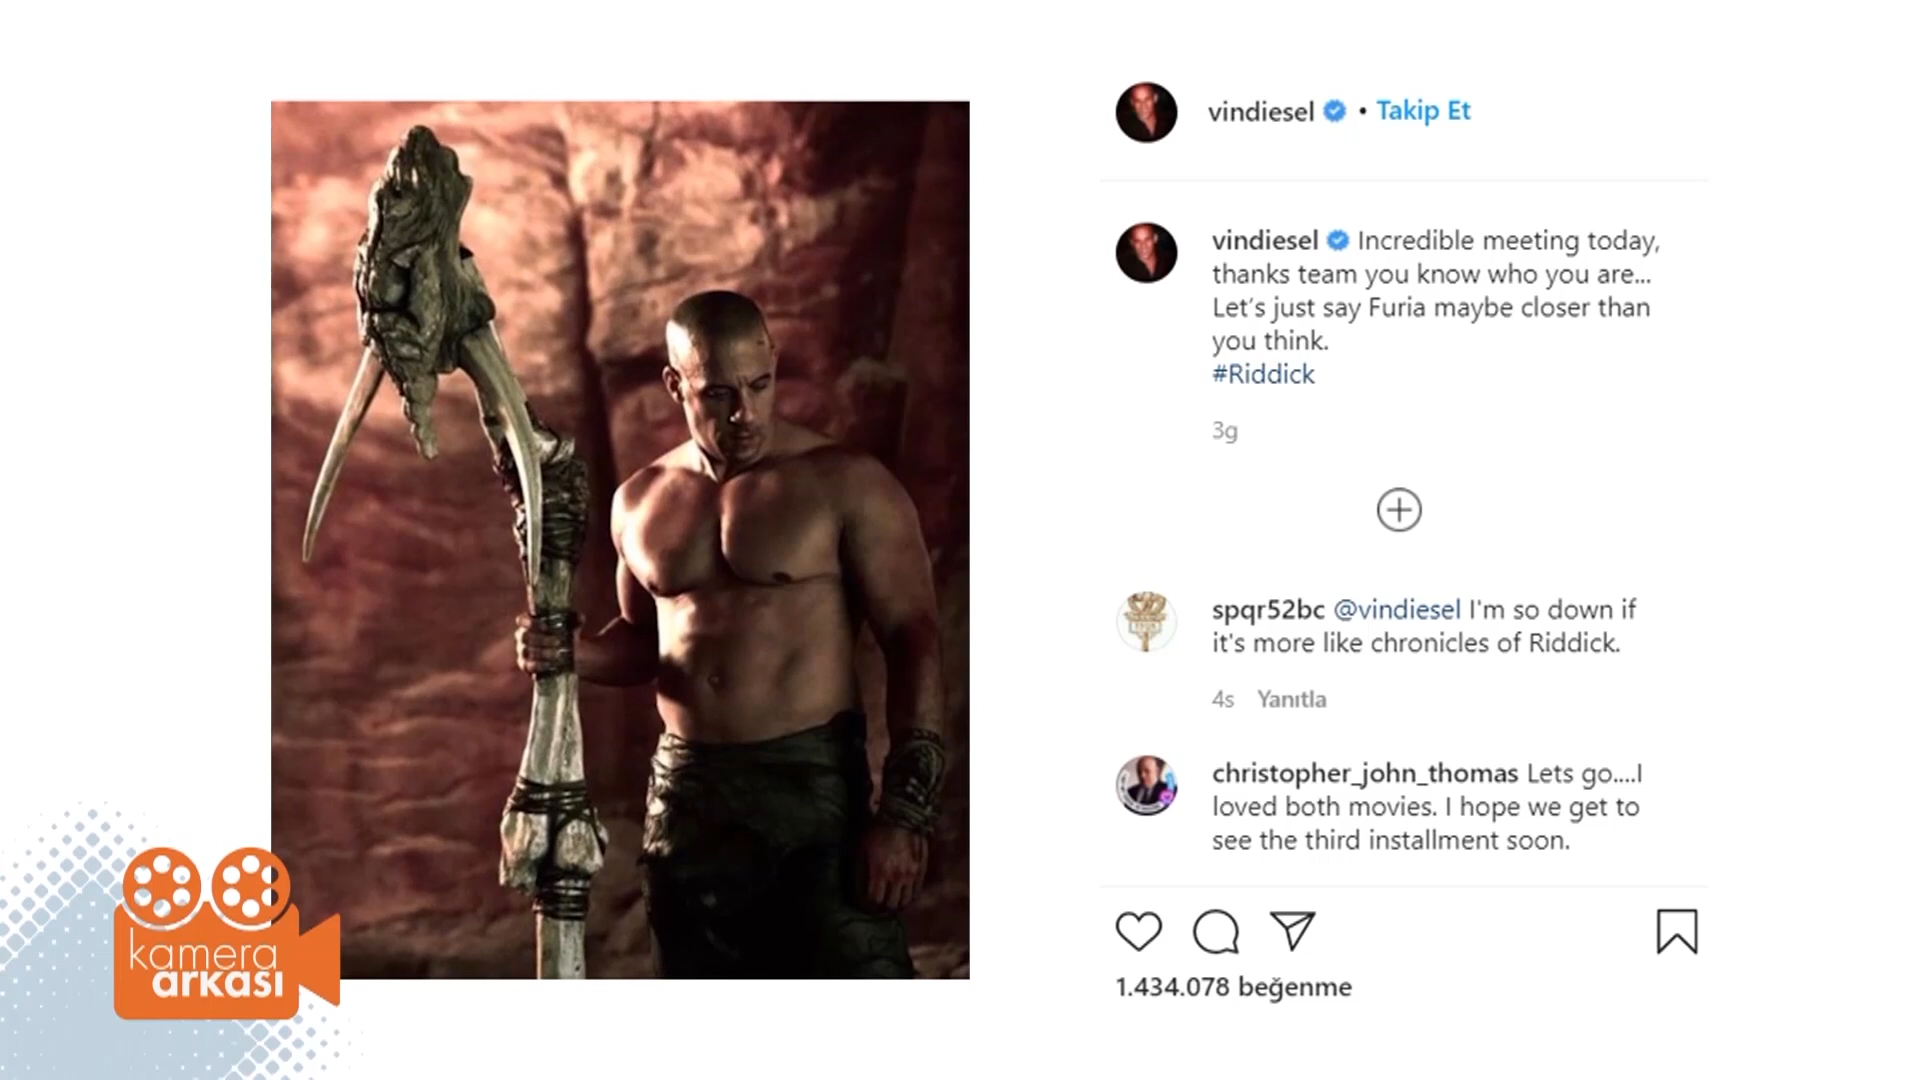 vindiesel • Takip Et
vindiesel Incredible meeting today,
thanks team you know who you are...
Let's just say Furia maybe closer than
you think.
#Riddick
3g
spqr52bc @vindiesel I'm so down if
it's more like chronicles of Riddick.
4s Yanıtla
christopher_john_thomas Lets go....I
loved both movies. I hope we get to
see the third installment soon.
1.434.078 beğenme
kamera
arkası